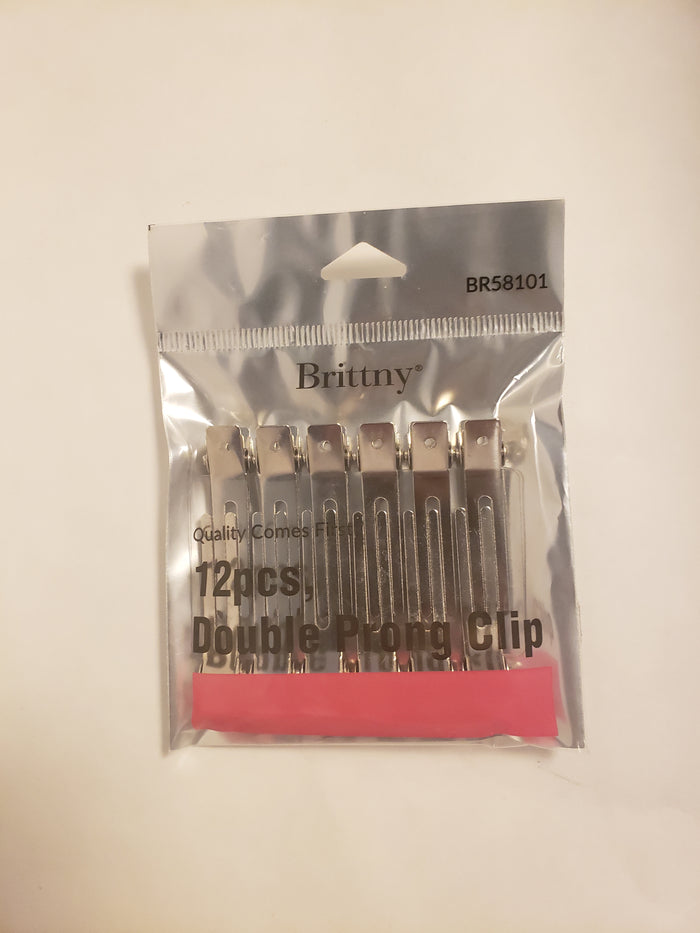 BR58101
Brittny®
Quality Comes First
12pcs,
Double Prong Clip